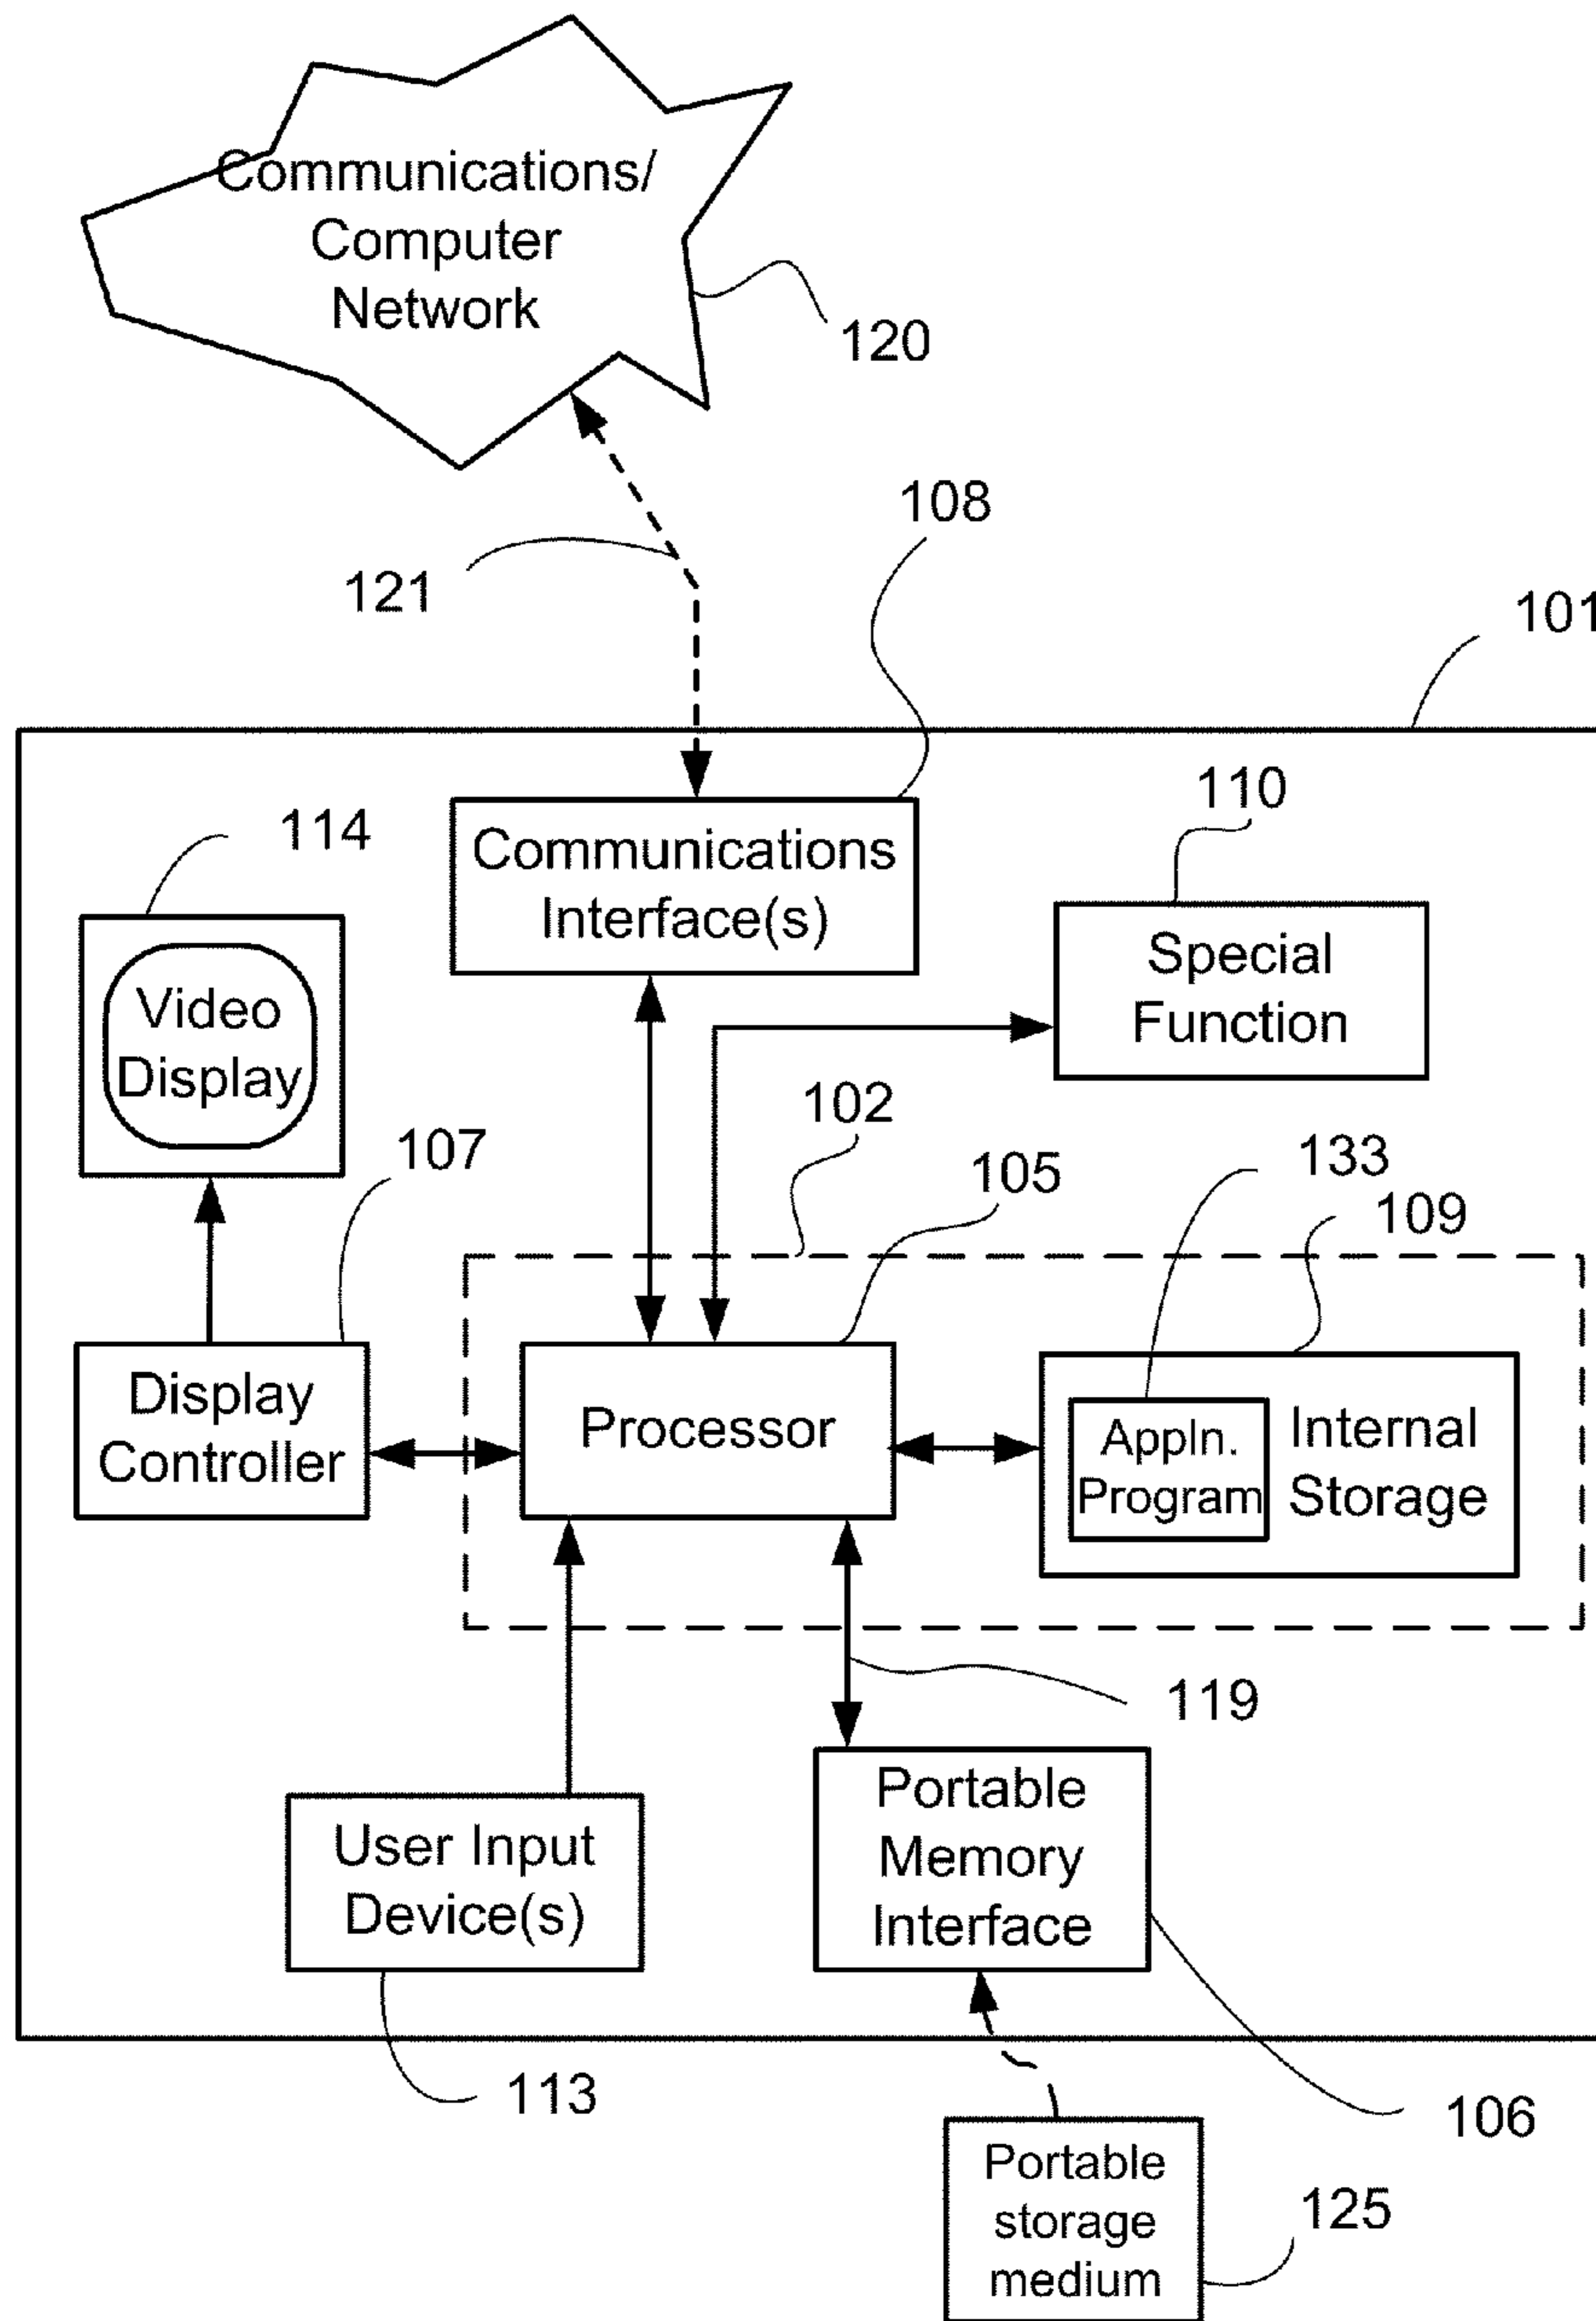 Communications/
Computer
Network
120
108
121
101
110
114
Communications
Interface(s)
Special
Function
Video
Display
102
107
105
133
109
Display
Controller
Processor
Appln.
Program
Internal
Storage
119
Portable
Memory
Interface
User Input
Device(s)
113
106
Portable
storage
medium
125